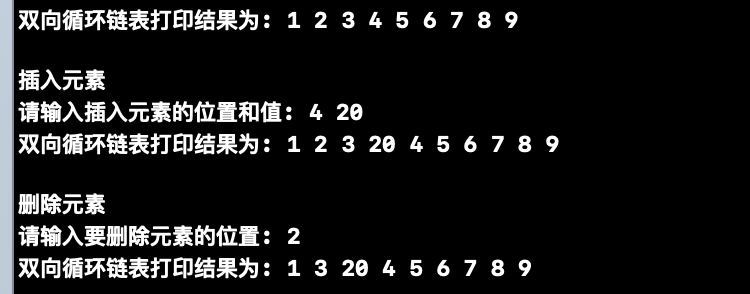 双向循环链表打印结果为: 1 2 3 4 5 6 7 8 9
插入元素
请输入插入元素的位置和值: 4 20
双向循环链表打印结果为: 1 2 3 20 4 5 6 7 8 9
删除元素
请输入要删除元素的位置: 2
双向循环链表打印结果为: 1 3 20 4 5 6 7 8 9